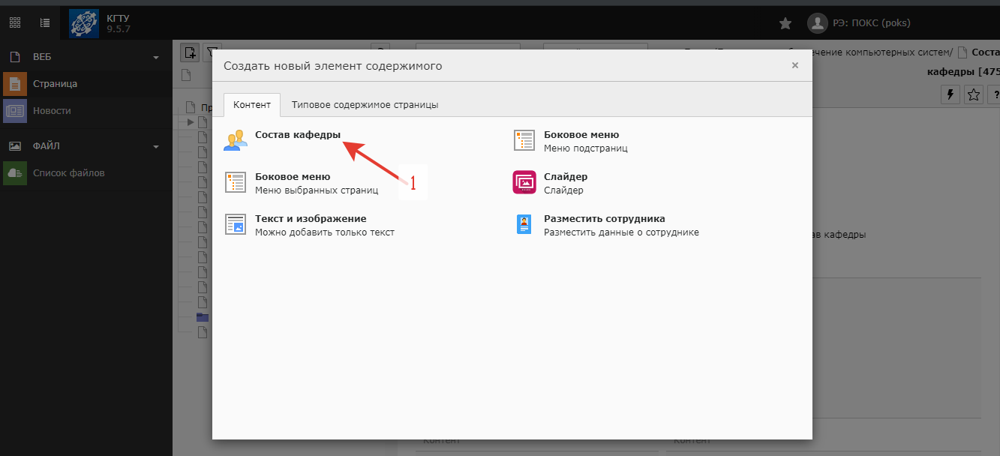 КГТУ
9.5.7
РЭ: ПОКС (poks)
ВЕБ
Страница
Новости
ФАЙЛ
Список файлов
чение компьютерных систем/ Соста
кафедры [475
?
Создать новый элемент содержимого
×
Контент
Типовое содержимое страницы
Состав кафедры
1
Боковое меню
Меню подстраниц
Боковое меню
Меню выбранных страниц
Слайдер
Слайдер
Текст и изображение
Можно добавить только текст
Разместить сотрудника
Разместить данные о сотруднике
ав кафедры
Контент
Контент